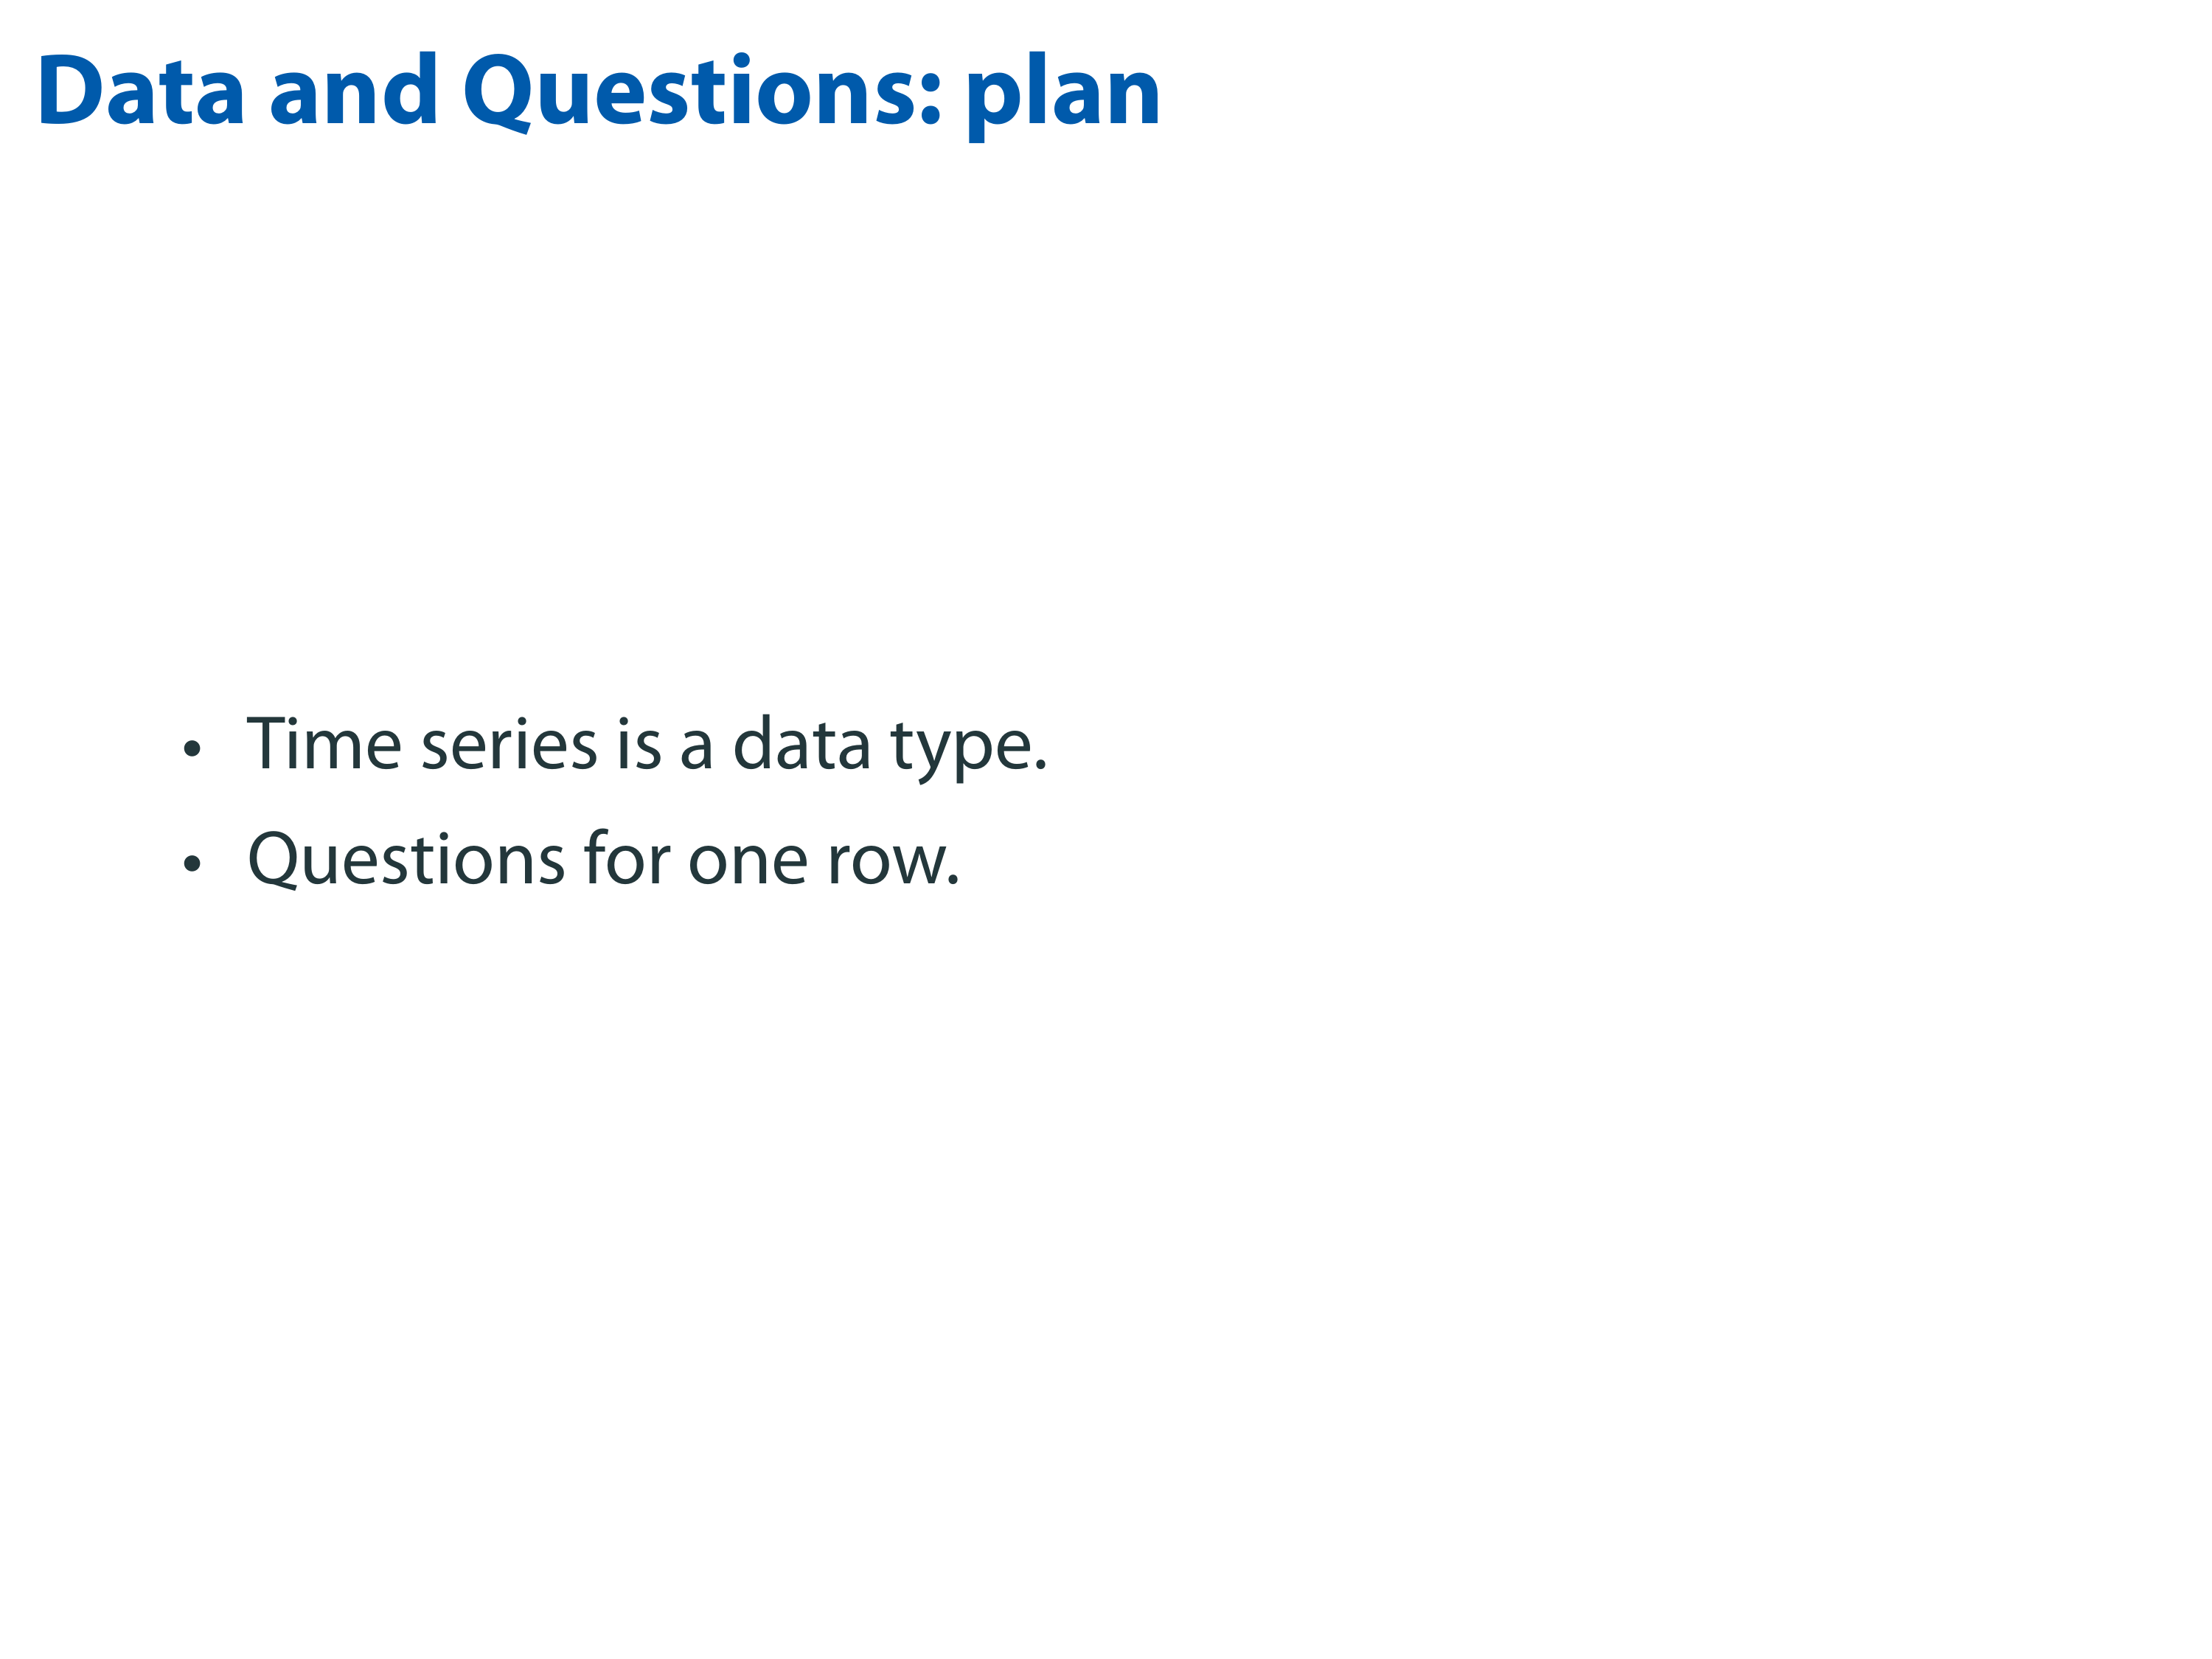 Data and Questions: plan
• Time series is a data type.
• Questions for one row.